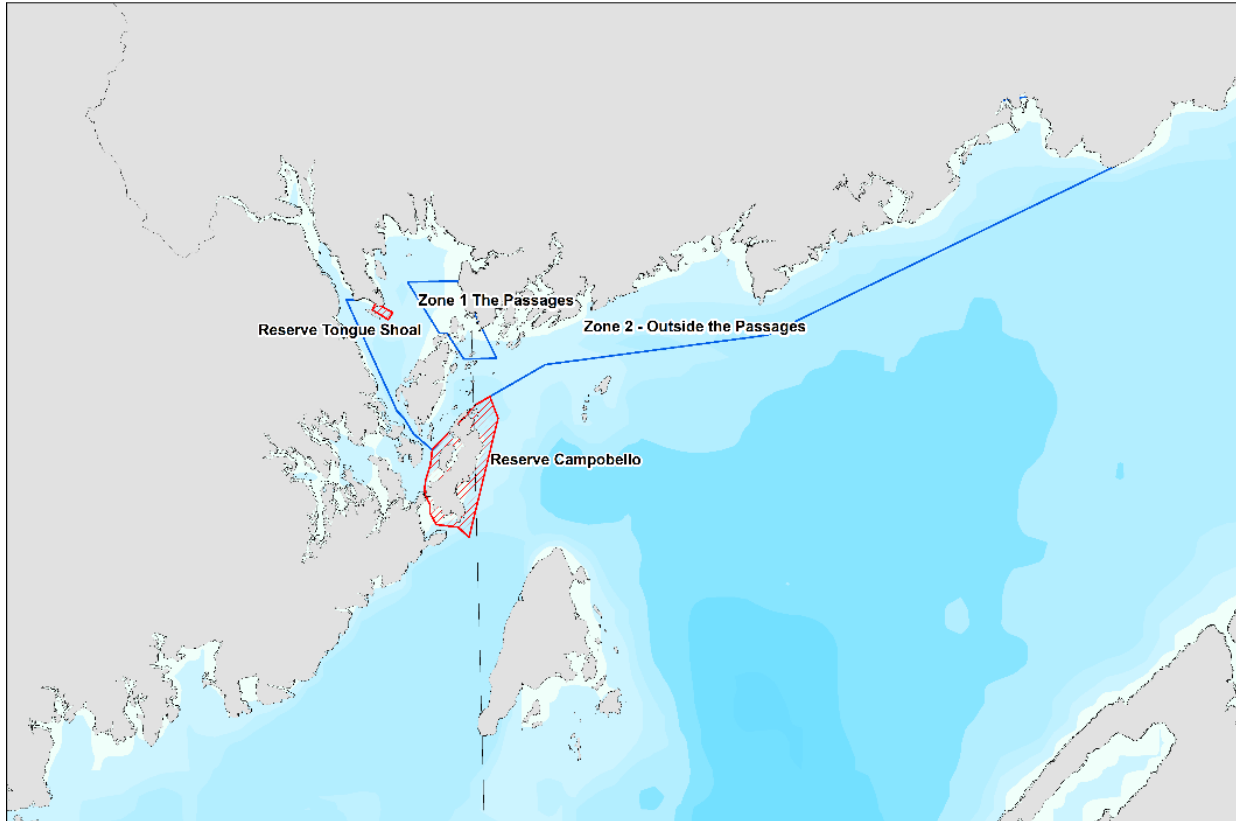 Zone 1 The Passages
Reserve Tongue Shoal
Zone 2 - Outside the Passages
Reserve Campobello